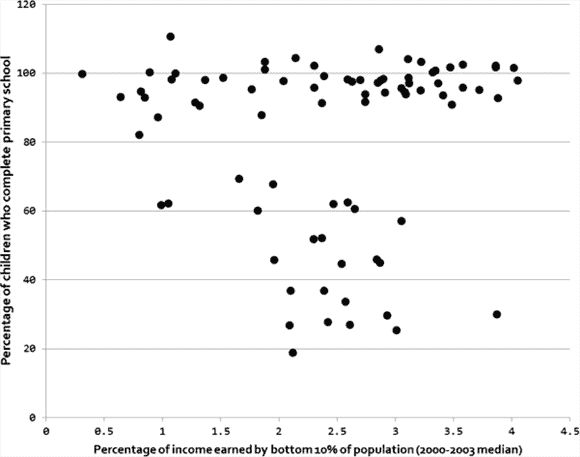 120
100
80
60
40
20
0
Percentage of children who complete primary school
0 0.5 1 1.5 2 2.5 3 3.5 4 4.5
Percentage of income earned by bottom 10% of population (2000-2003 median)